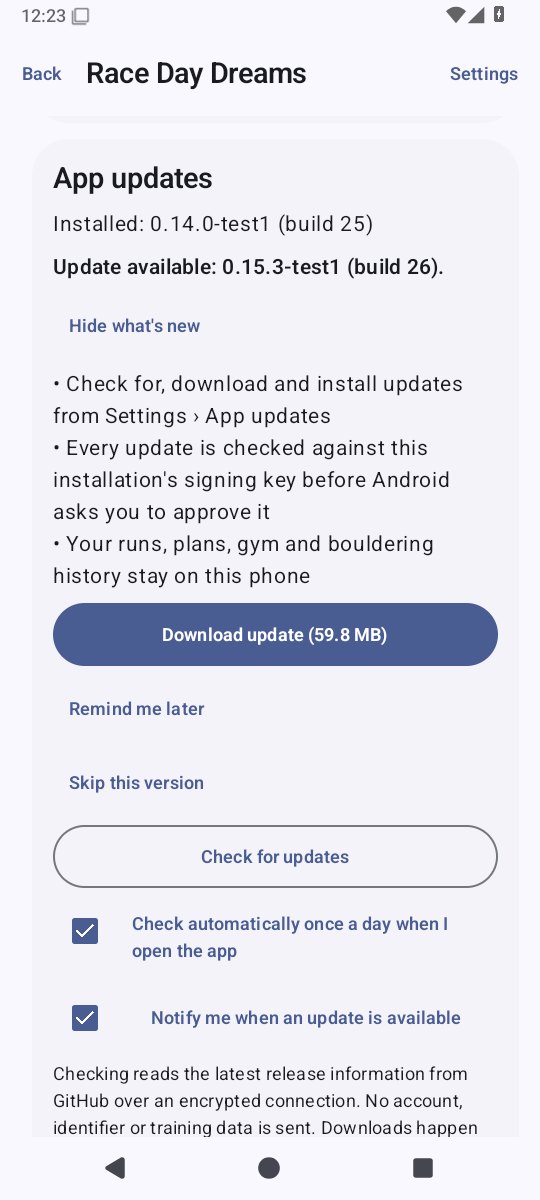 12:23
Back
Race Day Dreams
Settings
App updates
Installed: 0.14.0-test1 (build 25)
Update available: 0.15.3-test1 (build 26).
Hide what's new
• Check for, download and install updates
from Settings › App updates
• Every update is checked against this
installation's signing key before Android
asks you to approve it
• Your runs, plans, gym and bouldering
history stay on this phone
Download update (59.8 MB)
Remind me later
Skip this version
Check for updates
Check automatically once a day when I
open the app
Notify me when an update is available
Checking reads the latest release information from
GitHub over an encrypted connection. No account,
identifier or training data is sent. Downloads happen